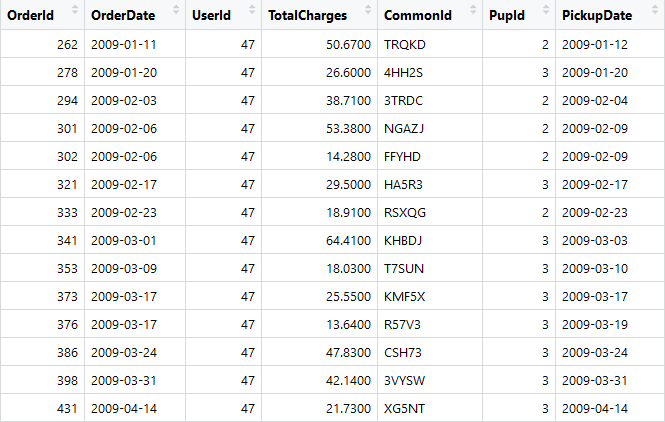 OrderId OrderDate UserId TotalCharges CommonId PupId PickupDate
262 2009-01-11 47 50.6700 TRQKD 2 2009-01-12
278 2009-01-20 47 26.6000 4HH2S 3 2009-01-20
294 2009-02-03 47 38.7100 3TRDC 2 2009-02-04
301 2009-02-06 47 53.3800 NGAZJ 2 2009-02-09
302 2009-02-06 47 14.2800 FFYHD 2 2009-02-09
321 2009-02-17 47 29.5000 HA5R3 3 2009-02-17
333 2009-02-23 47 18.9100 RSXQG 2 2009-02-23
341 2009-03-01 47 64.4100 KHBDJ 3 2009-03-03
353 2009-03-09 47 18.0300 T7SUN 3 2009-03-10
373 2009-03-17 47 25.5500 KMF5X 3 2009-03-17
376 2009-03-17 47 13.6400 R57V3 3 2009-03-19
386 2009-03-24 47 47.8300 CSH73 3 2009-03-24
398 2009-03-31 47 42.1400 3VYSW 3 2009-03-31
431 2009-04-14 47 21.7300 XG5NT 3 2009-04-14